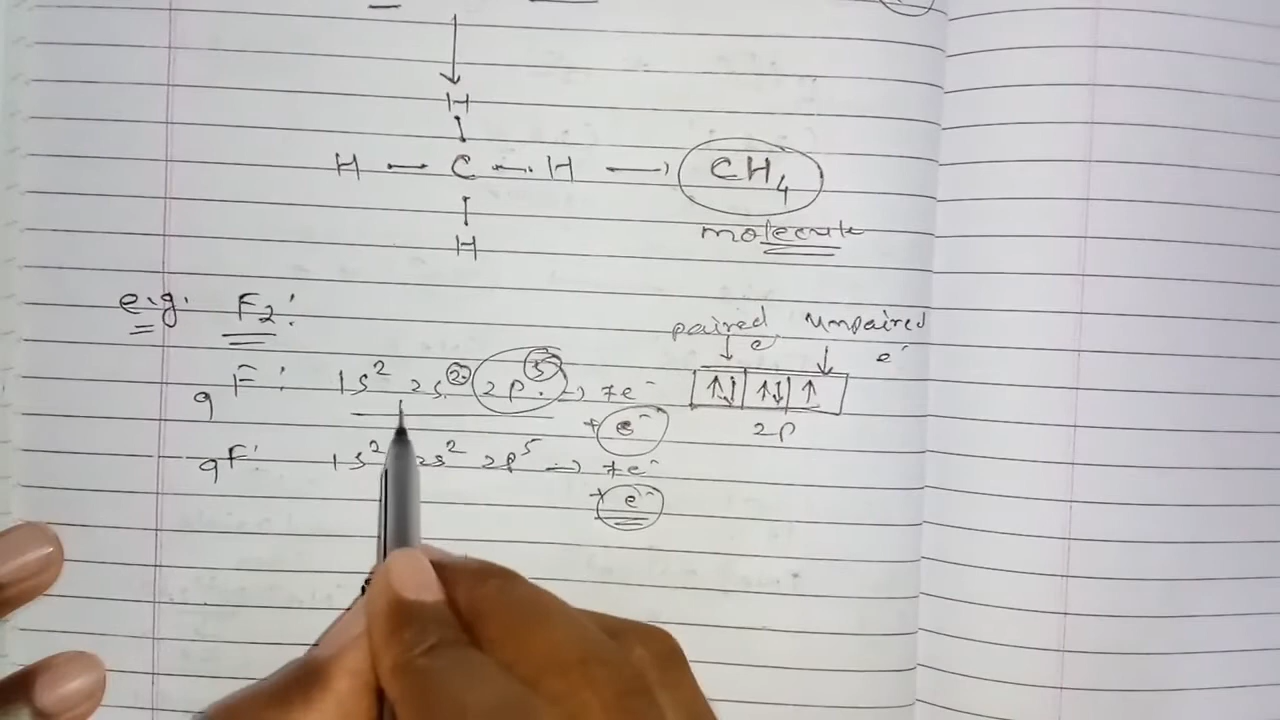 H
H — C — H → CH4
molecule
H
e.g. F2:
paired e⁻ unpaired e⁻
9F: 1s² 2s² 2p⁵ → 7e⁻
+ e⁻
2p
9F: 1s² 2s² 2p⁵ → 7e⁻
+ e⁻